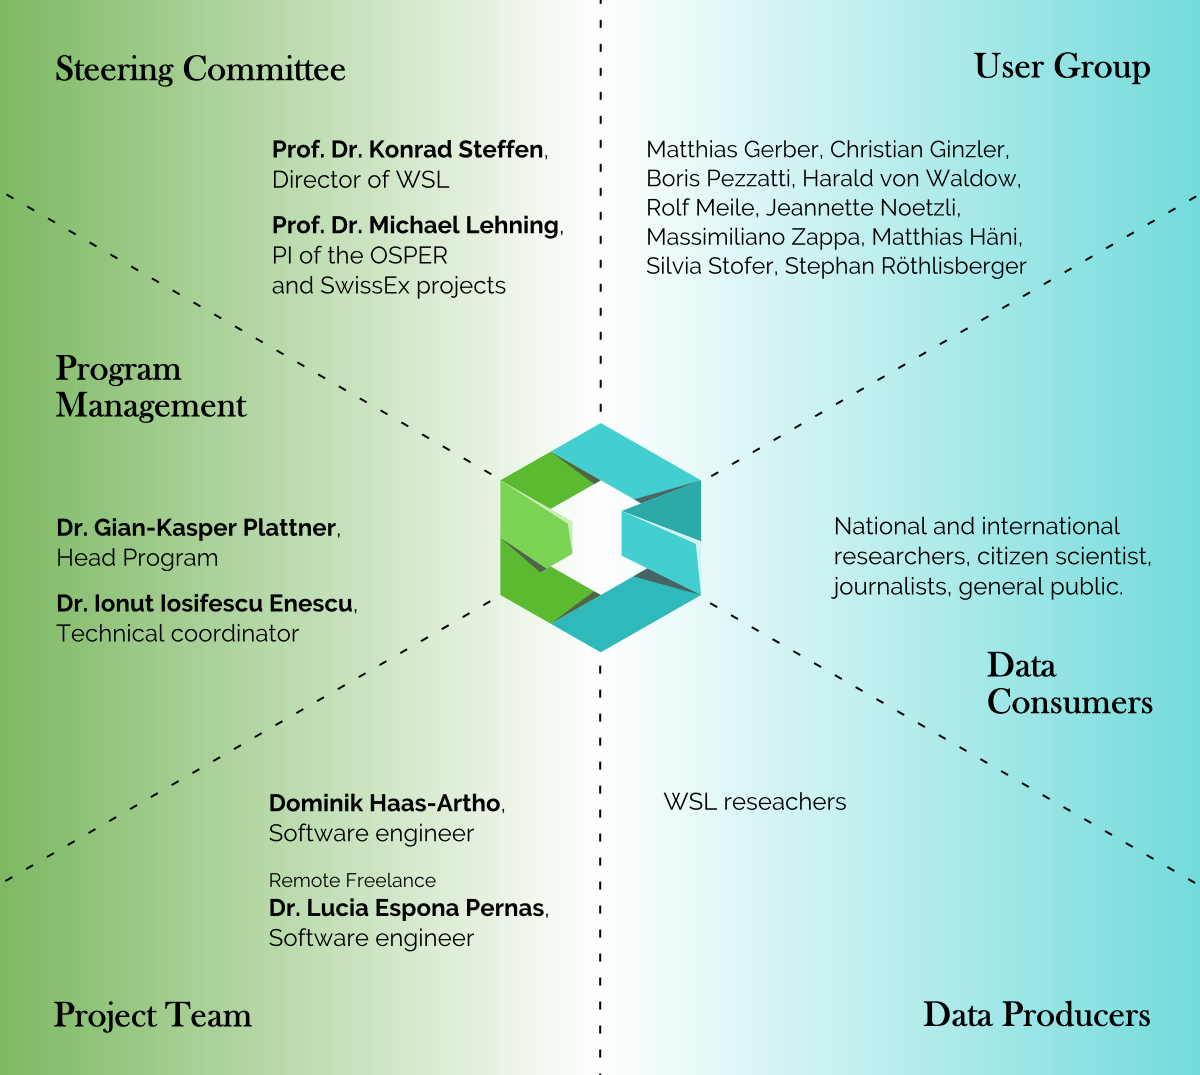 Steering Committee
Prof. Dr. Konrad Steffen,
Director of WSL
Prof. Dr. Michael Lehning,
PI of the OSPER
and SwissEx projects
User Group
Matthias Gerber, Christian Ginzler,
Boris Pezzatti, Harald von Waldow,
Rolf Meile, Jeannette Noetzli,
Massimiliano Zappa, Matthias Häni,
Silvia Stofer, Stephan Röthlisberger
Program
Management
Dr. Gian-Kasper Plattner,
Head Program
Dr. Ionut Iosifescu Enescu,
Technical coordinator
National and international
researchers, citizen scientist,
journalists, general public.
Data
Consumers
Dominik Haas-Artho,
Software engineer
Remote Freelance
Dr. Lucia Espona Pernas,
Software engineer
Project Team
WSL reseachers
Data Producers